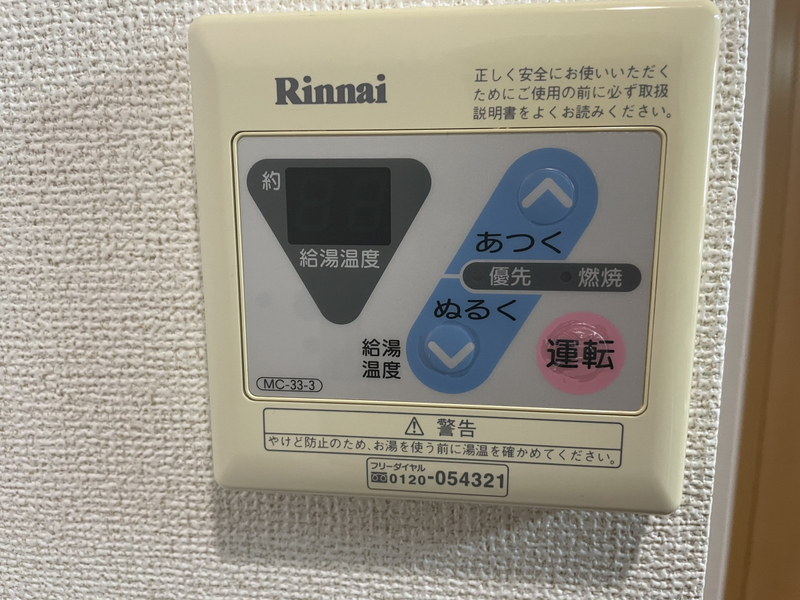 Rinnai
正しく安全にお使いいただく
ためにご使用の前に必ず取扱
説明書をよくお読みください。
約
給湯温度
あつく
優先 燃焼
ぬるく
給湯
温度
運転
MC-33-3
警告
やけど防止のため、お湯を使う前に湯温を確かめてください。
フリーダイヤル
0120-054321